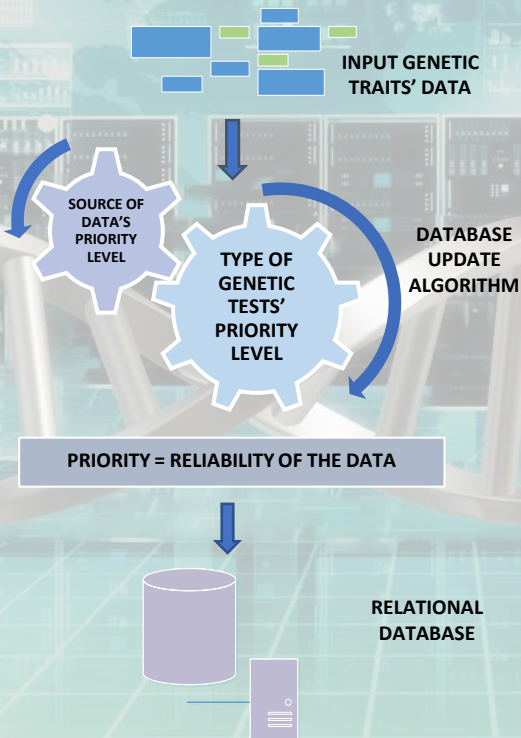 INPUT GENETIC
TRAITS’ DATA
SOURCE OF
DATA’S
PRIORITY
LEVEL
TYPE OF
GENETIC
TESTS’
PRIORITY
LEVEL
DATABASE
UPDATE
ALGORITHM
PRIORITY = RELIABILITY OF THE DATA
RELATIONAL
DATABASE